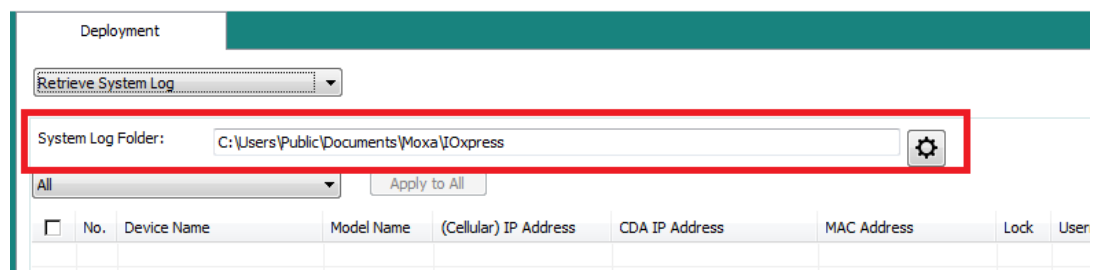 Deployment
Retrieve System Log
System Log Folder: C:\Users\Public\Documents\Moxa\IOxpress
All Apply to All
No. Device Name Model Name (Cellular) IP Address CDA IP Address MAC Address Lock User